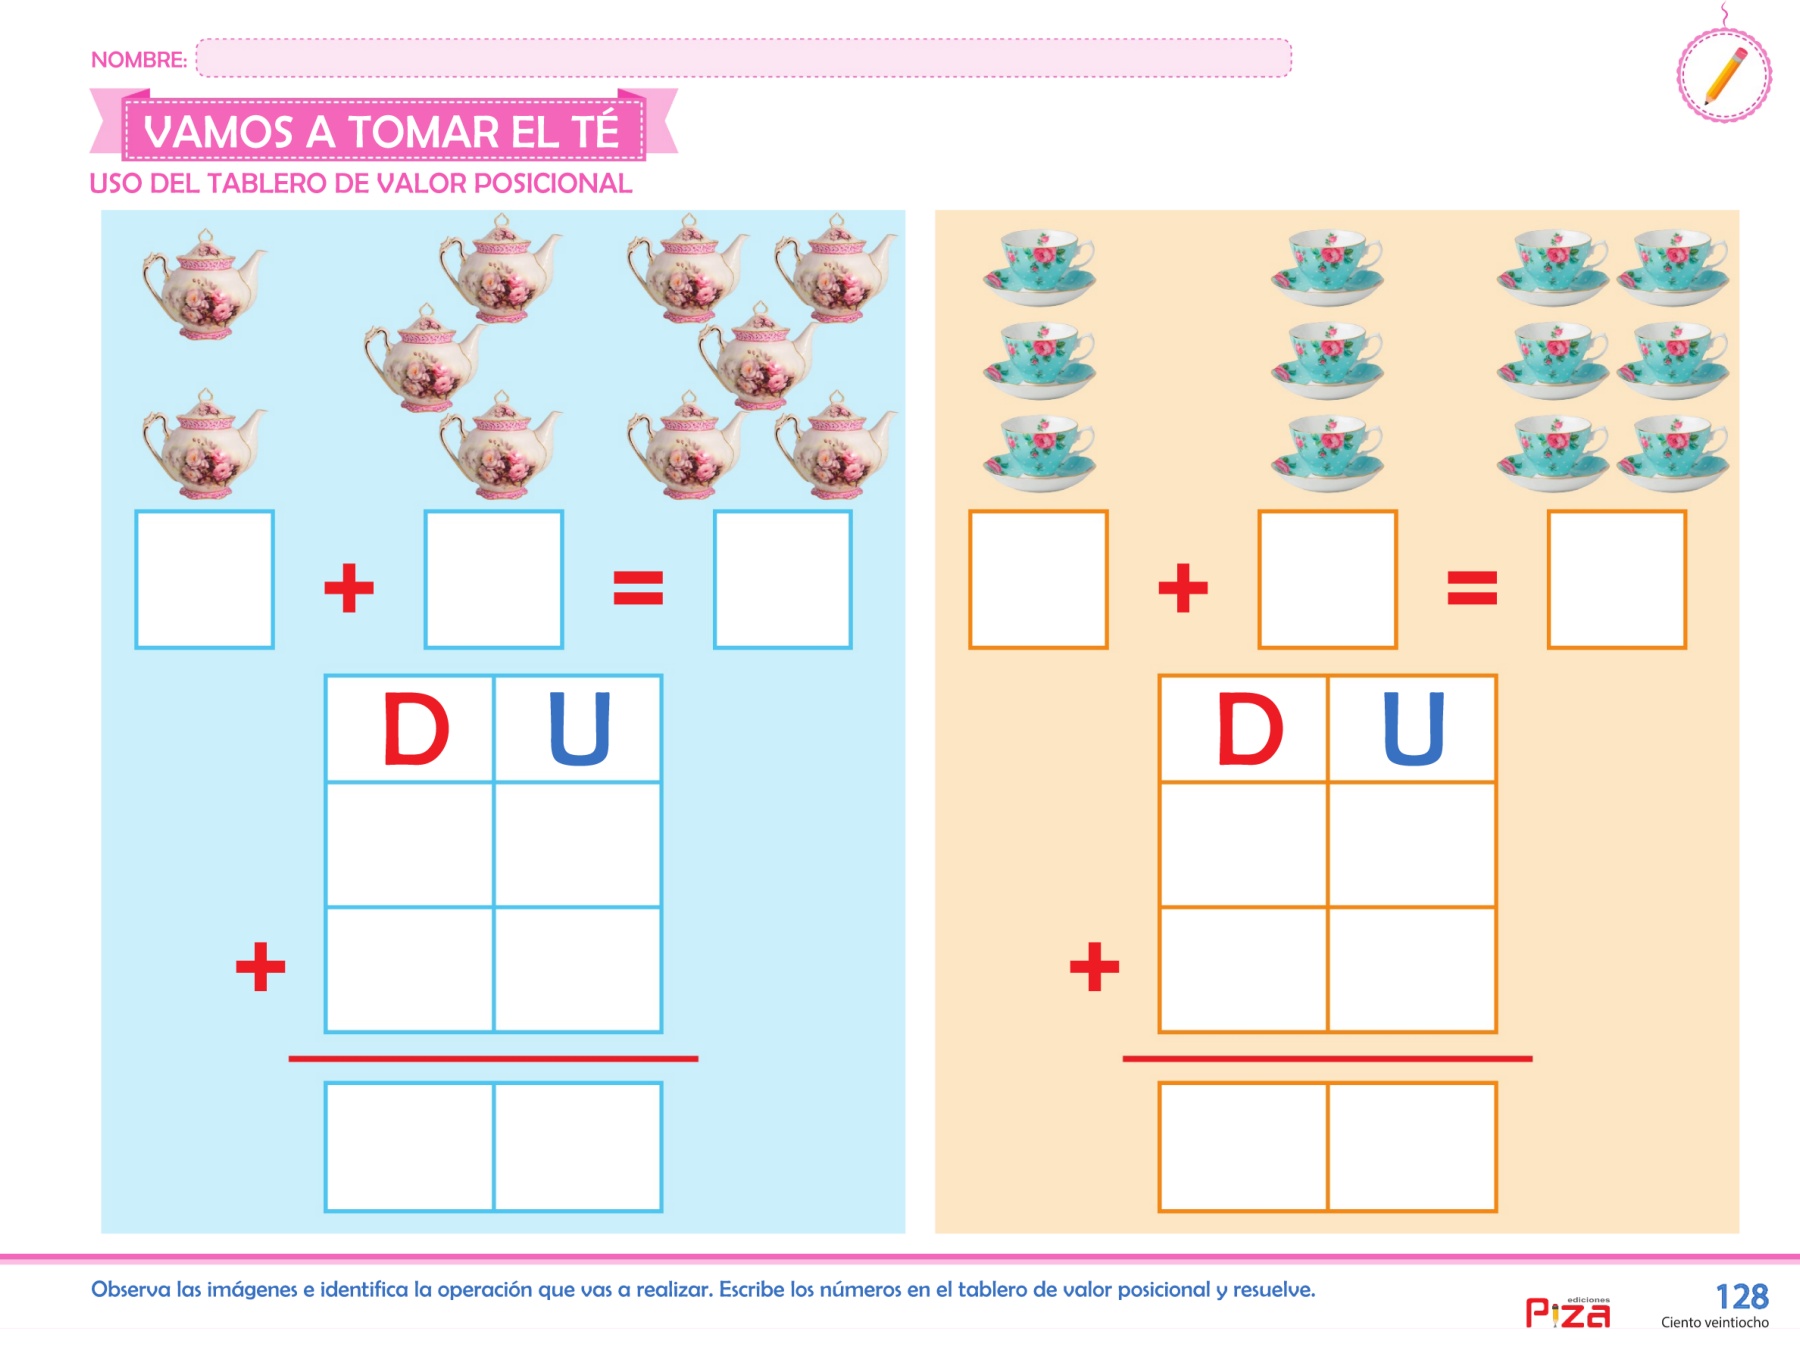 NOMBRE:
VAMOS A TOMAR EL TÉ
USO DEL TABLERO DE VALOR POSICIONAL
+ =
+ =
D U
D U
+
+
Observa las imágenes e identifica la operación que vas a realizar. Escribe los números en el tablero de valor posicional y resuelve.
ediciones
Piza
128
Ciento veintiocho